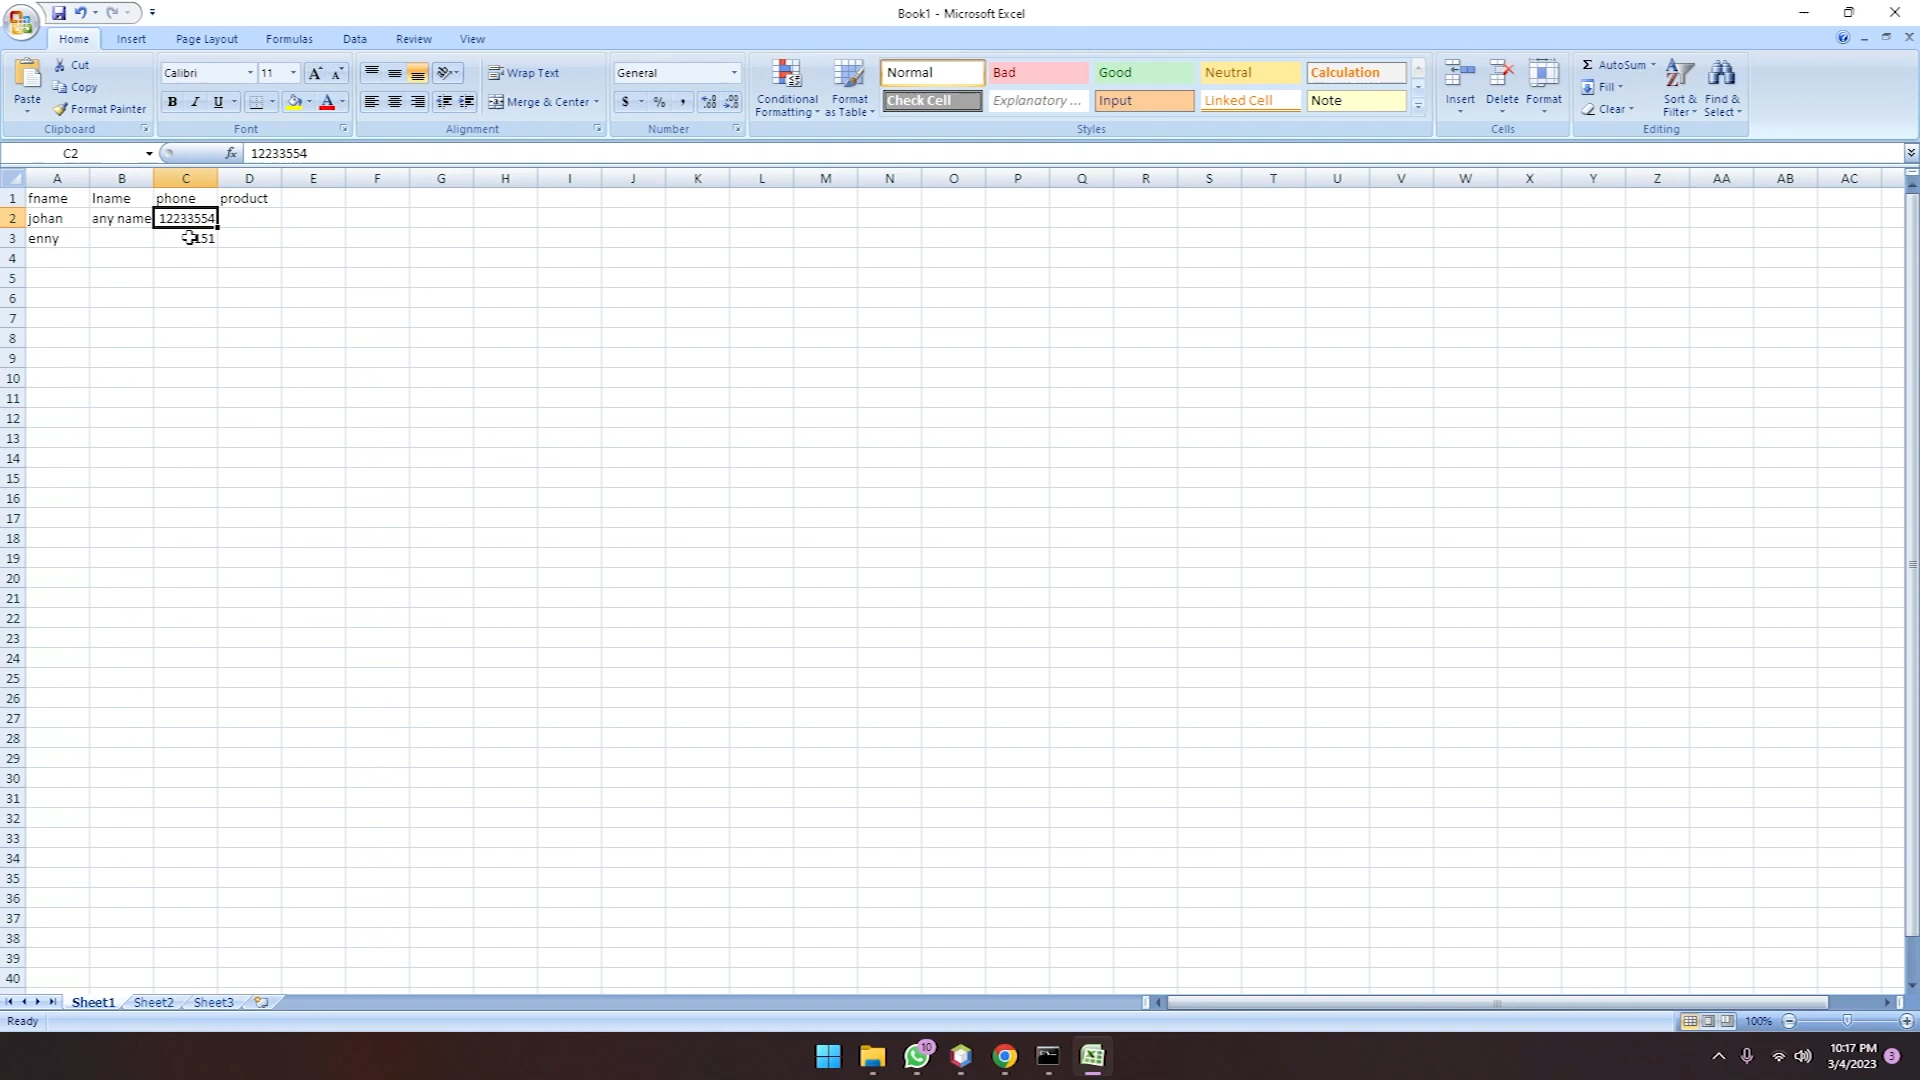 Book1 - Microsoft Excel
Home Insert Page Layout Formulas Data Review View
Paste
Cut
Copy
Format Painter
Clipboard
Calibri 11 A A
B I U A
Font
Wrap Text
Merge & Center
Alignment
General
$ % ,
Number
Conditional Formatting
Format as Table
Normal Bad Good Neutral Calculation
Check Cell Explanatory ... Input Linked Cell Note
Styles
Insert Delete Format
Cells
Σ AutoSum
Fill
Clear
Sort & Filter
Find & Select
Editing
C2 fx 12233554
A B C D E F G H I J K L M N O P Q R S T U V W X Y Z AA AB AC
1 fname lname phone product
2 johan any name 12233554
3 enny
4
5
6
7
8
9
10
11
12
13
14
15
16
17
18
19
20
21
22
23
24
25
26
27
28
29
30
31
32
33
34
35
36
37
38
39
40
Sheet1 Sheet2 Sheet3
Ready 100%
10
10:17 PM
3/4/2023
3